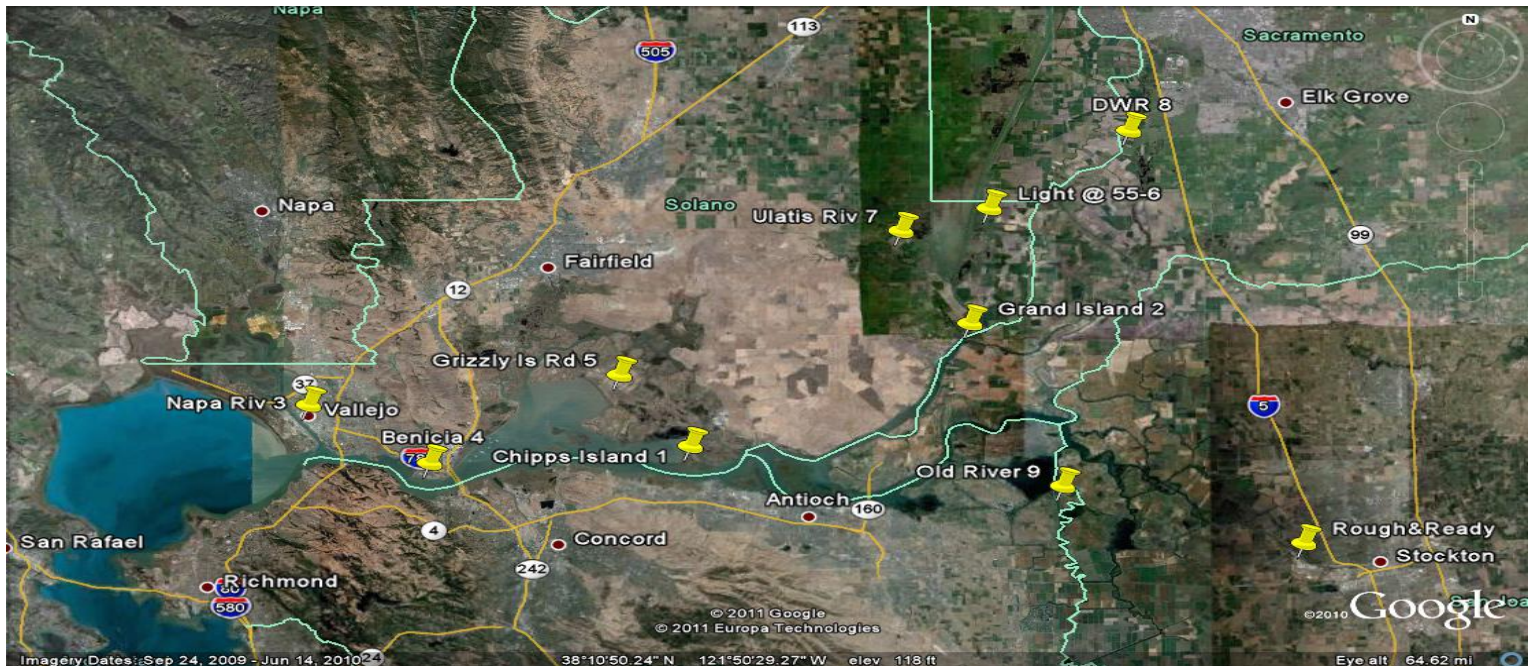 Napa
113
505
Sacramento
N
Elk Grove
DWR 8
Napa
Solano
Light @ 55-6
Ulatis Riv 7
99
Fairfield
12
Grand Island 2
Grizzly Is Rd 5
37
Napa Riv 3
Vallejo
5
Benicia 4
Chipps Island 1
Old River 9
Antioch
160
4
Rough&Ready
San Rafael
Concord
Stockton
242
Richmond
80
580
© 2011 Google
© 2011 Europa Technologies
©2010 Google
Imagery Dates: Sep 24, 2009 - Jun 14, 2010
24
38°10'50.24" N 121°50'29.27" W elev 118 ft
Eye alt 64.62 mi